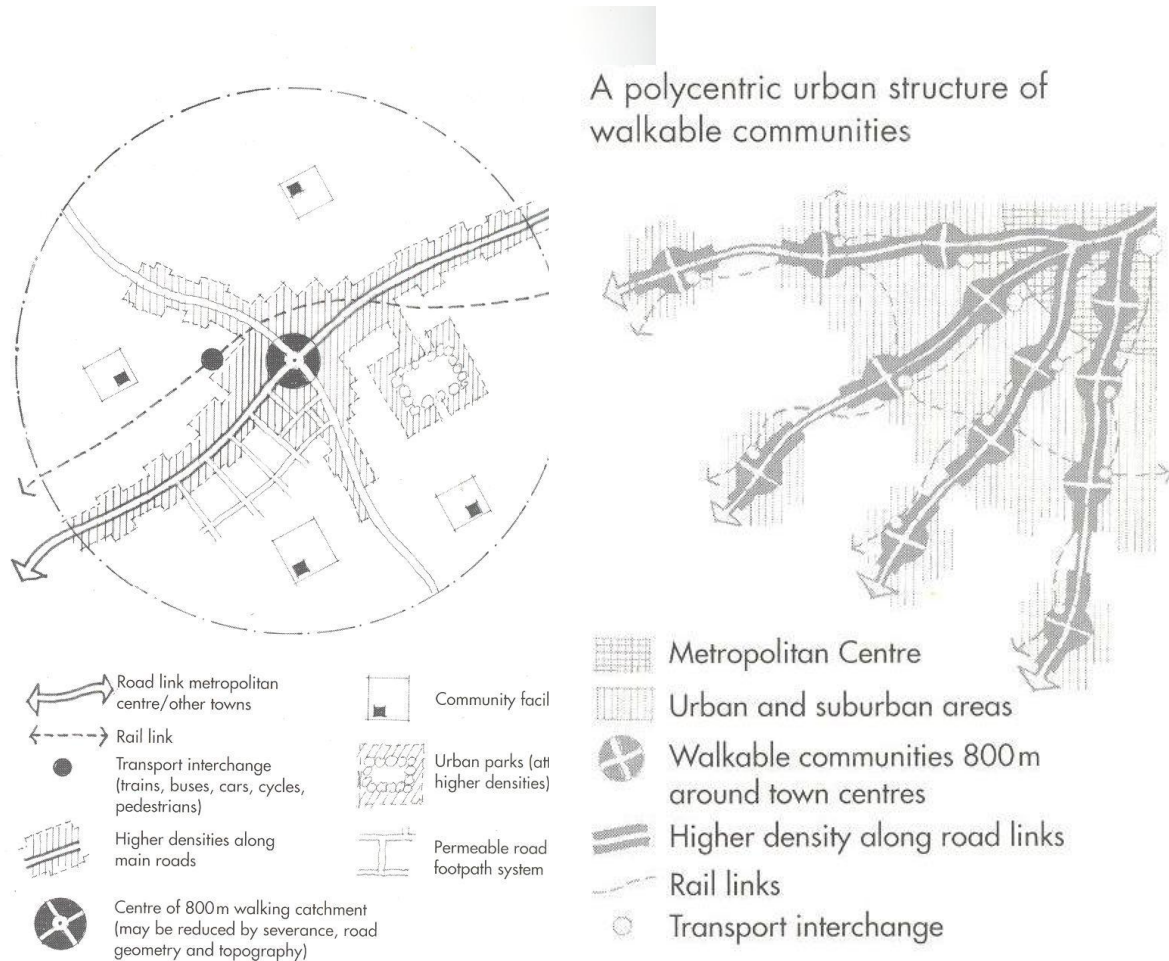 A polycentric urban structure of
walkable communities
Road link metropolitan
centre/other towns
Rail link
Transport interchange
(trains, buses, cars, cycles,
pedestrians)
Higher densities along
main roads
Centre of 800m walking catchment
(may be reduced by severance, road
geometry and topography)
Community facil
Urban parks (att
higher densities)
Permeable road
footpath system
Metropolitan Centre
Urban and suburban areas
Walkable communities 800m
around town centres
Higher density along road links
Rail links
Transport interchange